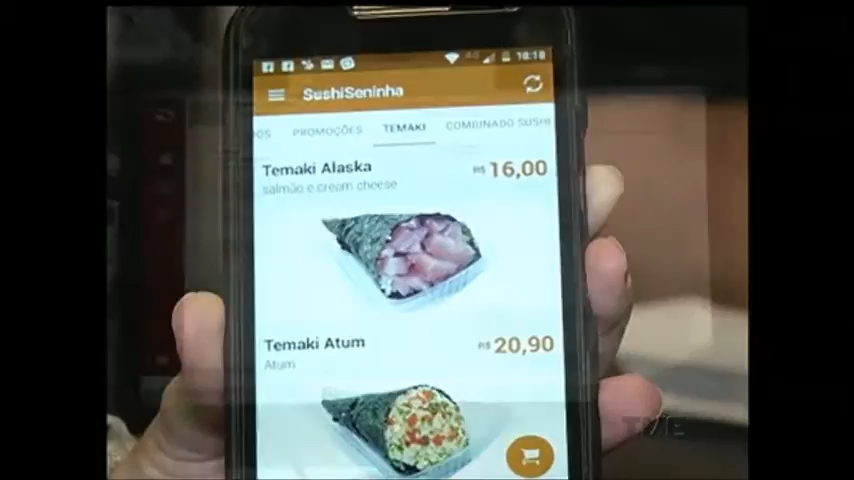 18:18
SushiSeninha
PROMOÇÕES TEMAKI COMBINADO SUSHI
Temaki Alaska
R$ 16,00
salmão e cream cheese
Temaki Atum
R$ 20,90
Atum
TVE